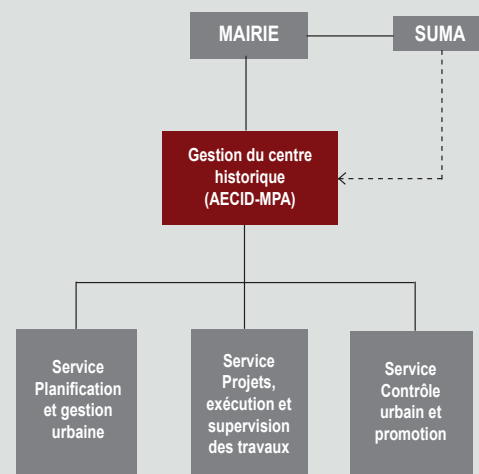 MAIRIE
SUMA
Gestion du centre
historique
(AECID-MPA)
Service
Planification
et gestion
urbaine
Service
Projets,
exécution et
supervision
des travaux
Service
Contrôle
urbain et
promotion